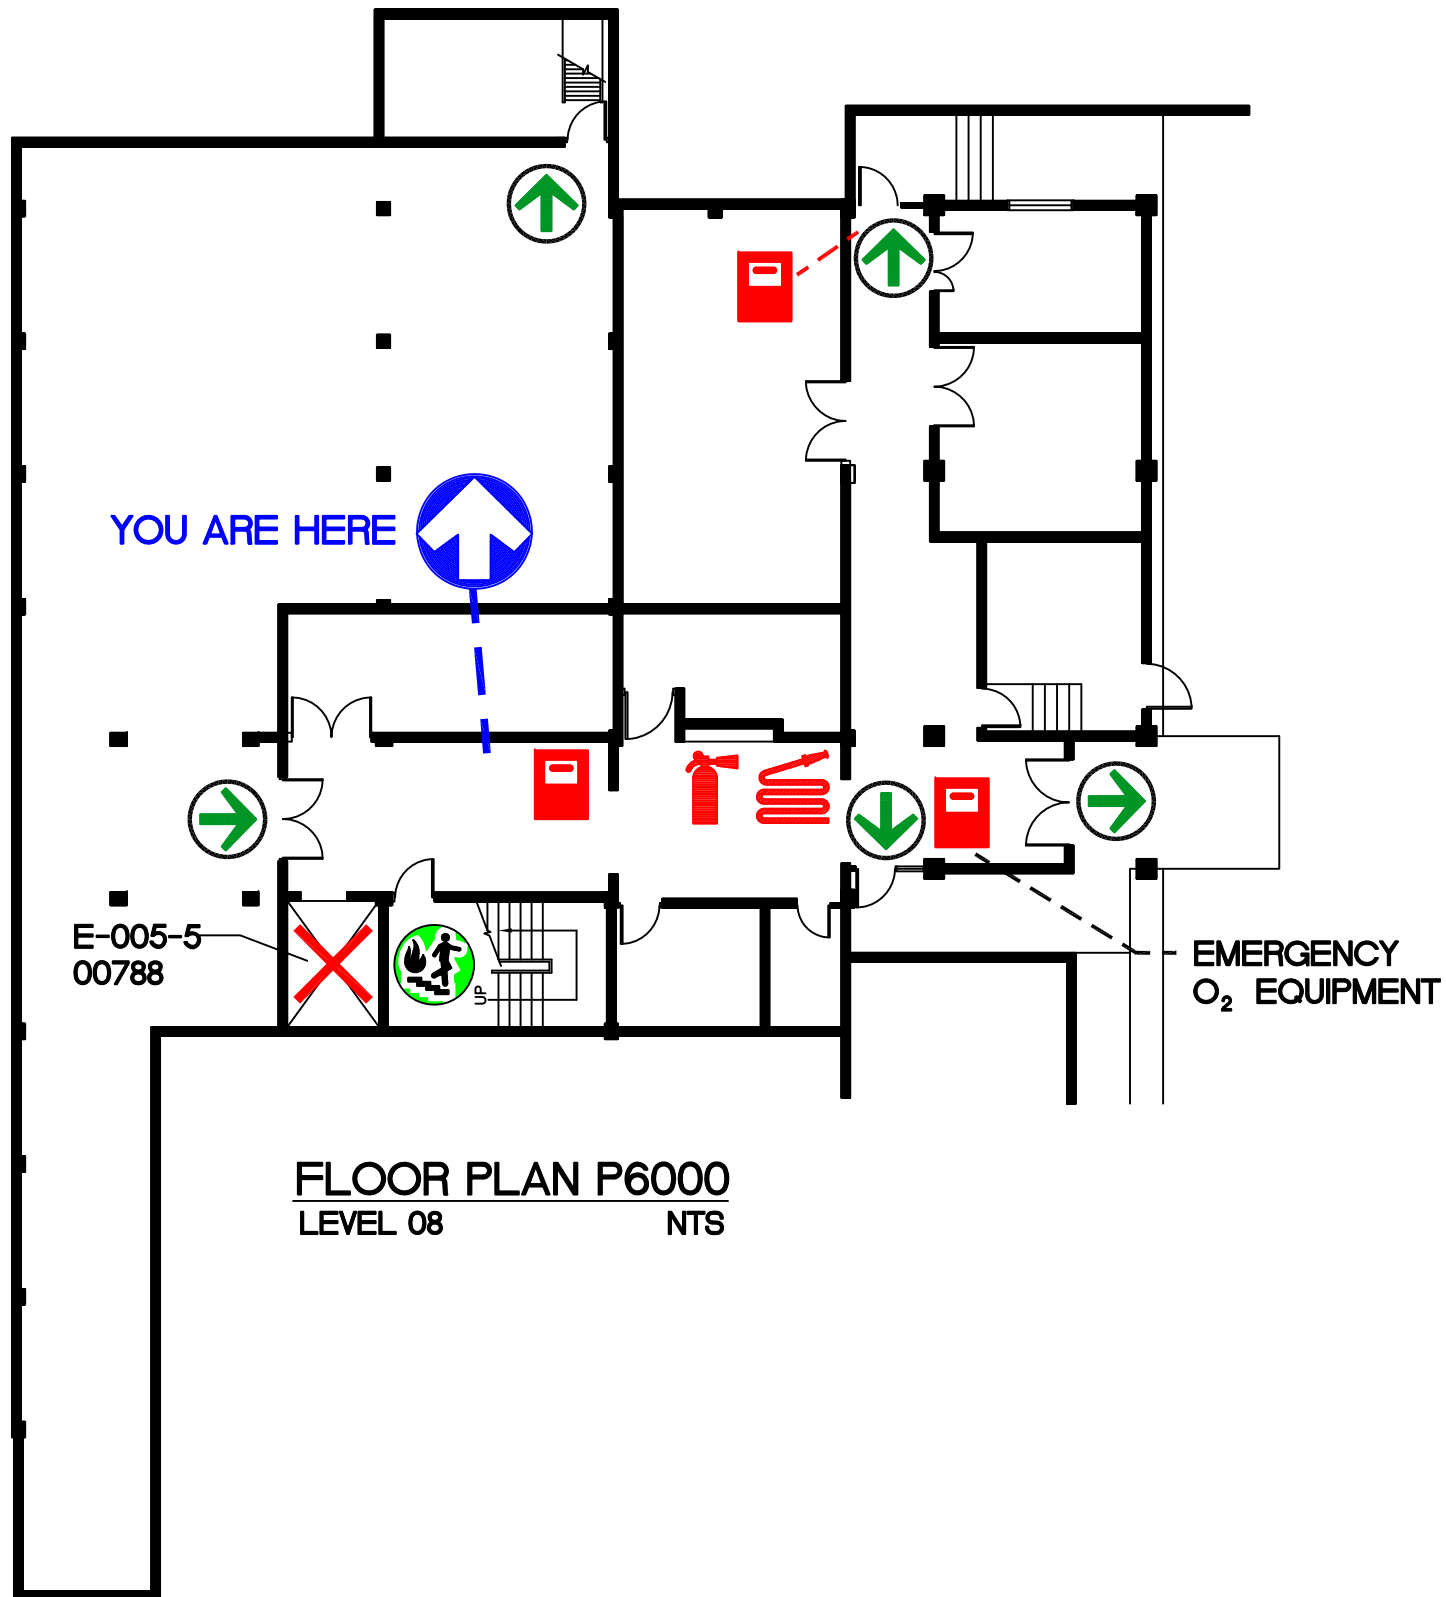 YOU ARE HERE
E-005-5
00788
UP
EMERGENCY
O₂ EQUIPMENT
FLOOR PLAN P6000
LEVEL 08 NTS